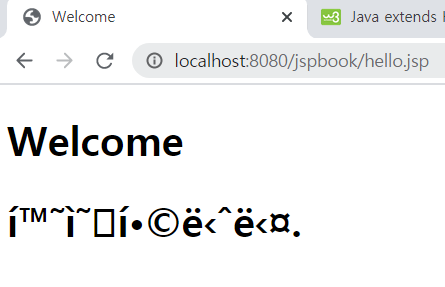 Welcome
Java extends
localhost:8080/jspbook/hello.jsp
Welcome
í™˜ì˜□í•©ë‹ˆë‹¤.